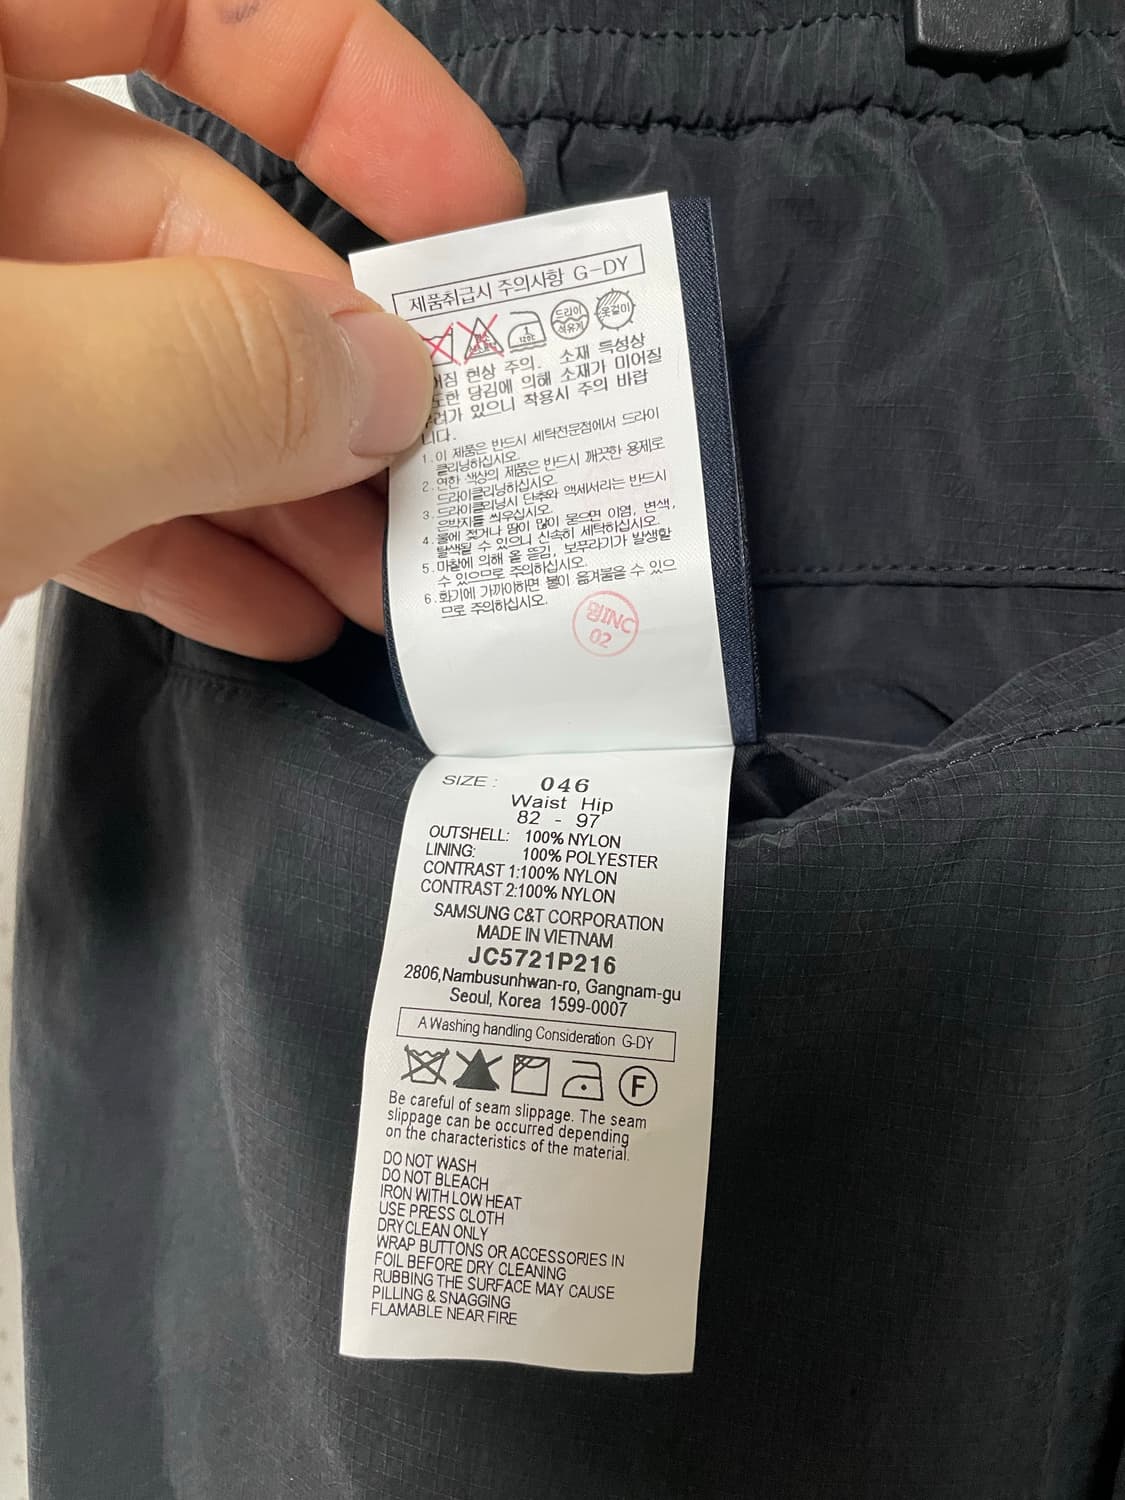 제품취급시 주의사항 G-DY
1
120℃
드라이
석유계
옷걸이
어짐 현상 주의. 소재 특성상
도한 당김에 의해 소재가 미어질
려가 있으니 착용시 주의 바랍
니다.
1.이 제품은 반드시 세탁전문점에서 드라이
클리닝하십시오.
2.연한 색상의 제품은 반드시 깨끗한 용제로
드라이클리닝하십시오.
3.드라이클리닝시 단추와 액세서리는 반드시
은박지를 씌우십시오.
4.물에 젖거나 땀이 많이 묻으면 이염, 변색,
탈색될 수 있으니 신속히 세탁하십시오.
5.마찰에 의해 올 뜯김, 보푸라기가 발생할
수 있으므로 주의하십시오.
6.화기에 가까이하면 불이 옮겨붙을 수 있으
므로 주의하십시오.
명INC
02
SIZE : 046
Waist Hip
82 - 97
OUTSHELL: 100% NYLON
LINING: 100% POLYESTER
CONTRAST 1:100% NYLON
CONTRAST 2:100% NYLON
SAMSUNG C&T CORPORATION
MADE IN VIETNAM
JC5721P216
2806,Nambusunhwan-ro, Gangnam-gu
Seoul, Korea 1599-0007
A Washing handling Consideration G-DY
F
Be careful of seam slippage. The seam
slippage can be occurred depending
on the characteristics of the material.
DO NOT WASH
DO NOT BLEACH
IRON WITH LOW HEAT
USE PRESS CLOTH
DRY CLEAN ONLY
WRAP BUTTONS OR ACCESSORIES IN
FOIL BEFORE DRY CLEANING
RUBBING THE SURFACE MAY CAUSE
PILLING & SNAGGING
FLAMABLE NEAR FIRE